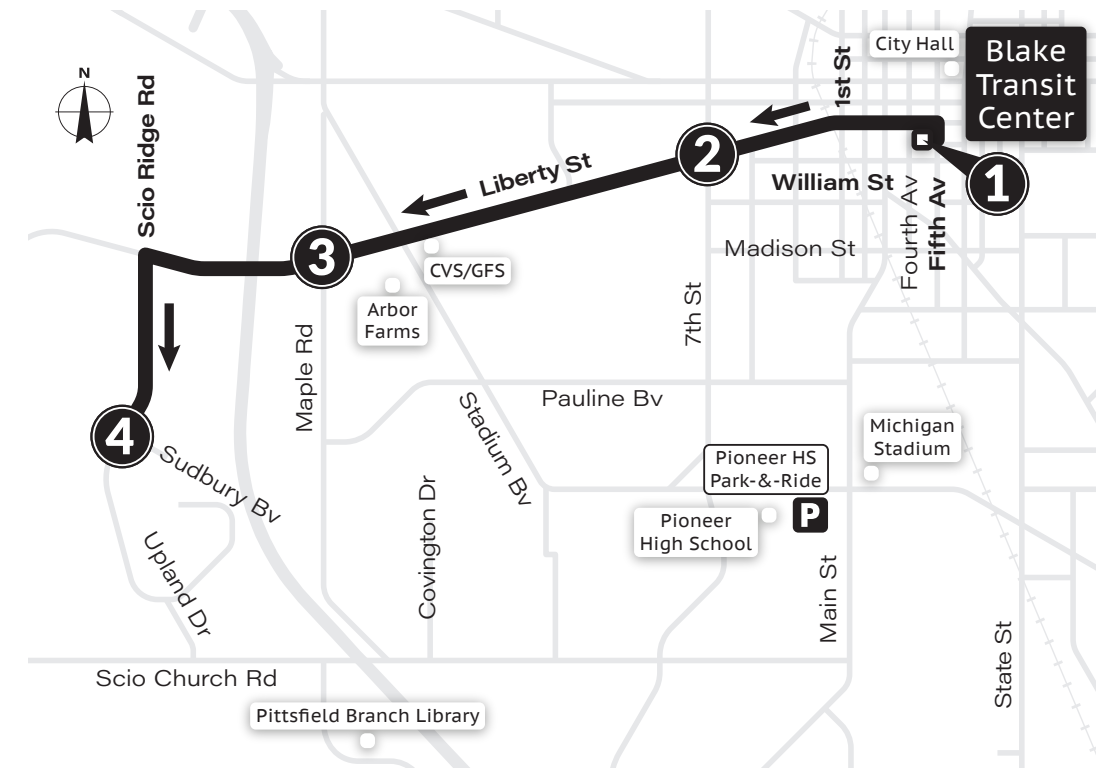 City Hall
Blake
Transit
Center
N
Scio Ridge Rd
1st St
2
Liberty St
William St
1
Fourth Av
Fifth Av
3
Madison St
CVS/GFS
Arbor
Farms
7th St
Maple Rd
Pauline Bv
Stadium Bv
4
Sudbury Bv
Michigan
Stadium
Pioneer HS
Park-&-Ride
P
Pioneer
High School
Covington Dr
Upland Dr
Main St
State St
Scio Church Rd
Pittsfield Branch Library